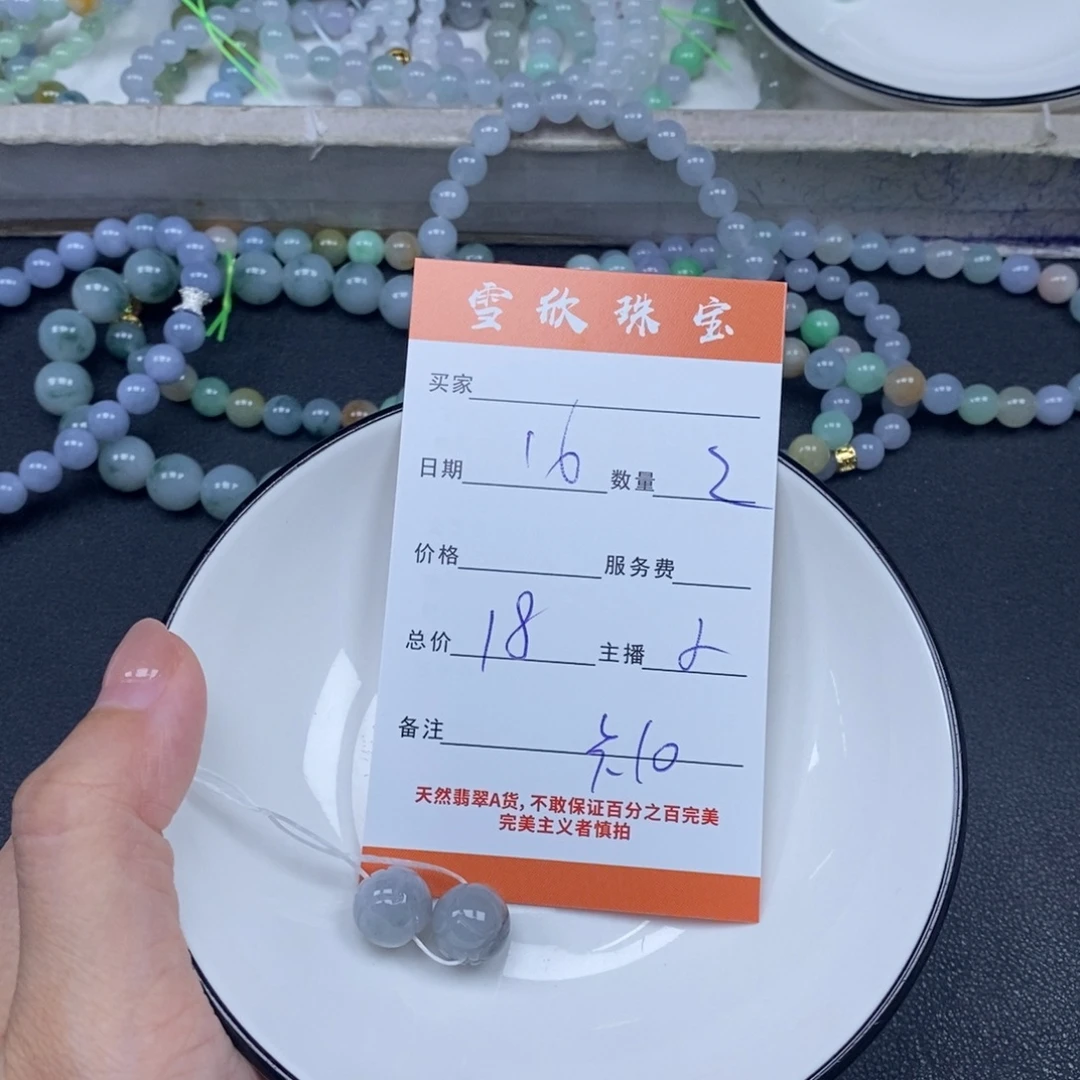 雪欣珠宝
买家
日期 16 数量 2
价格 服务费
总价 18 主播
备注 10
天然翡翠A货,不敢保证百分之百完美
完美主义者慎拍